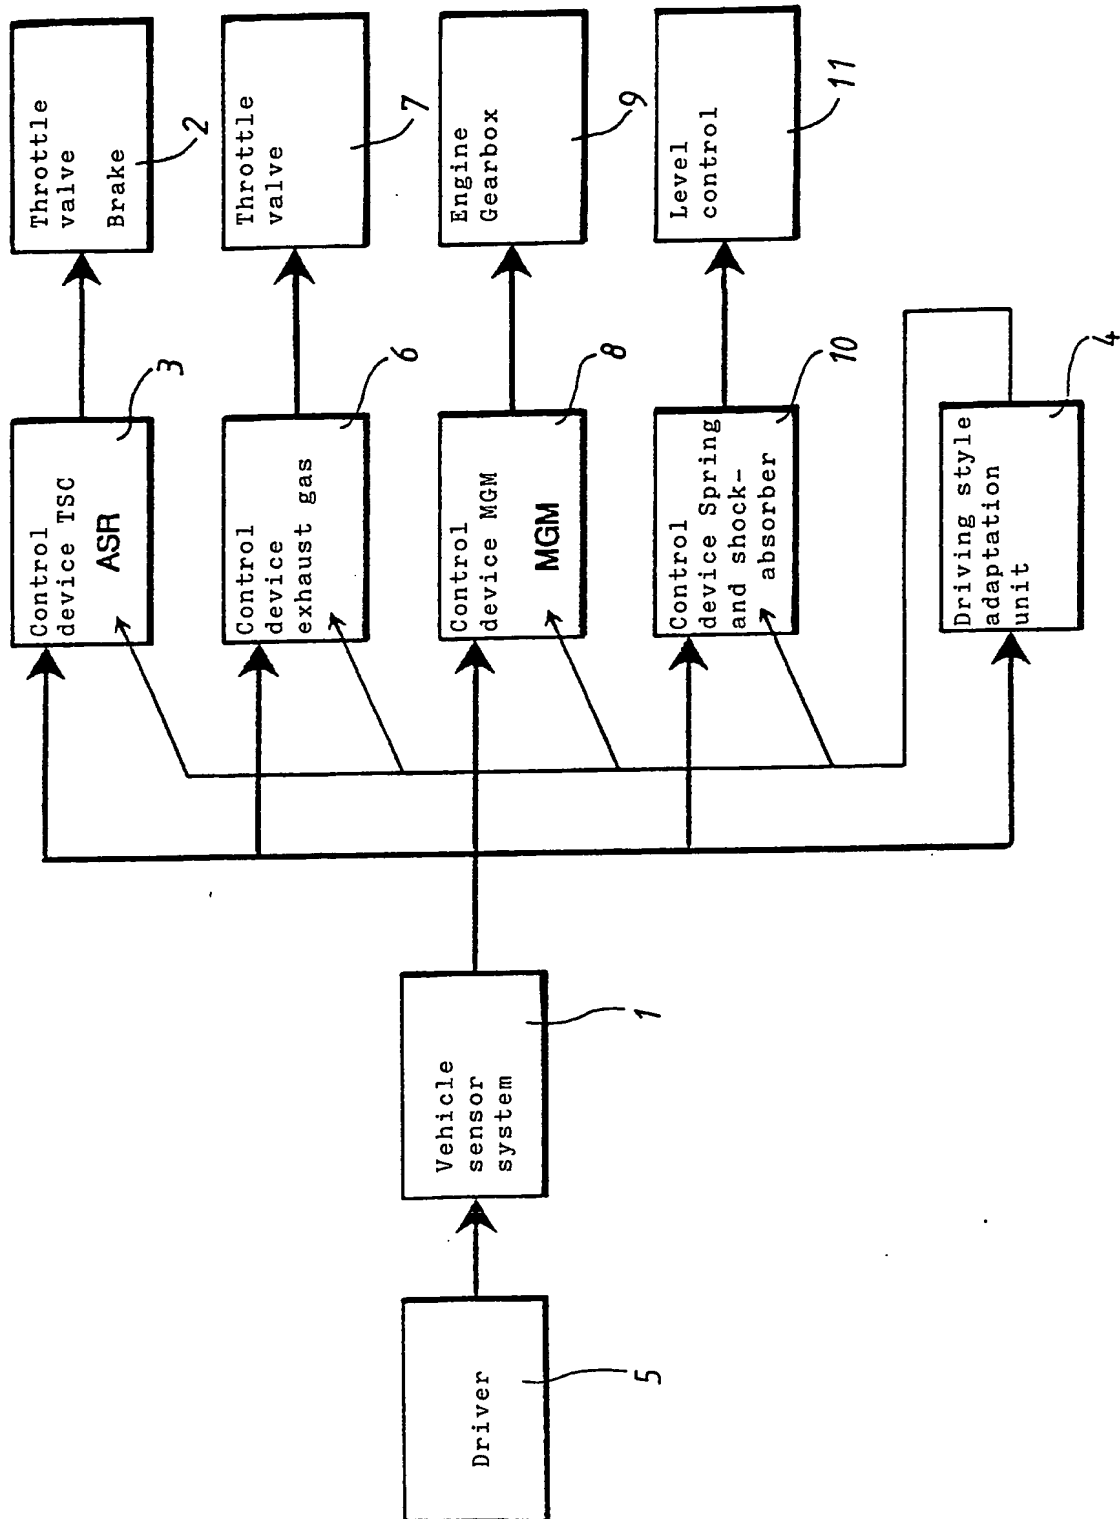 Driver
5
Vehicle
sensor
system
1
Control
device TSC
ASR
3
Throttle
valve
Brake
2
Control
device
exhaust gas
6
Throttle
valve
7
Control
device MGM
MGM
8
Engine
Gearbox
9
Control
device Spring
and shock-
absorber
10
Level
control
11
Driving style
adaptation
unit
4